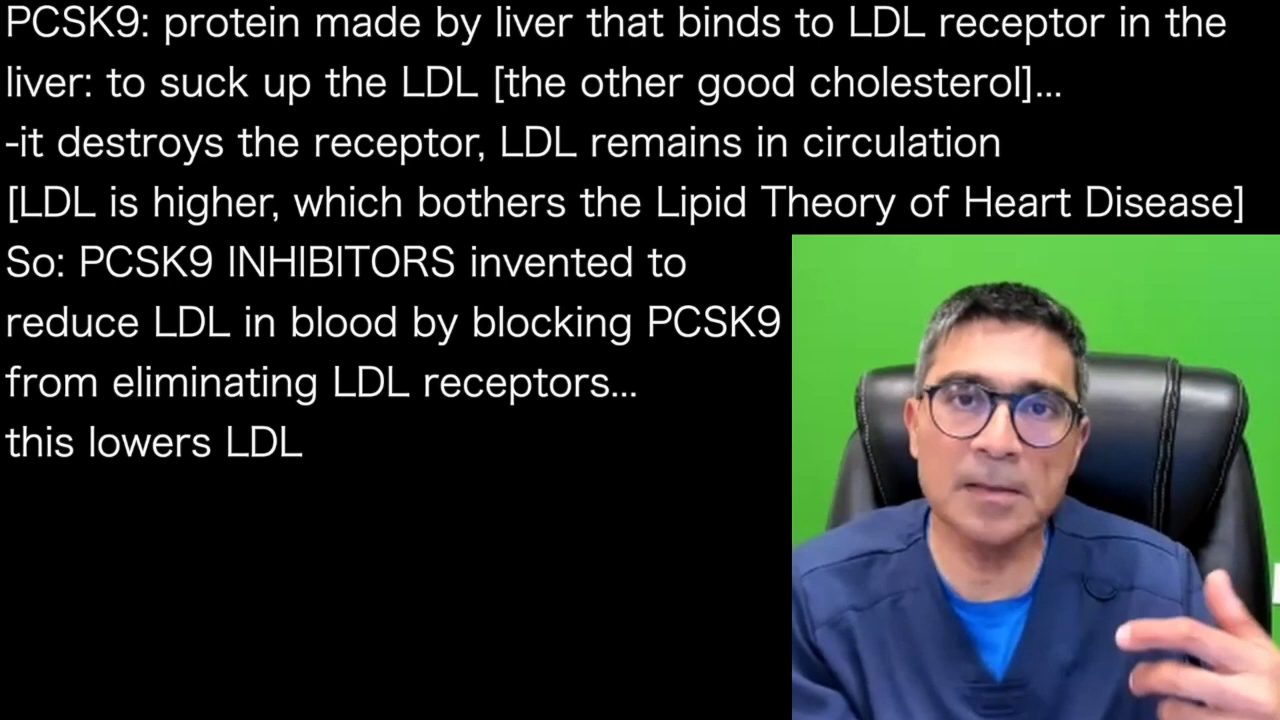 PCSK9: protein made by liver that binds to LDL receptor in the
liver: to suck up the LDL [the other good cholesterol]...
-it destroys the receptor, LDL remains in circulation
[LDL is higher, which bothers the Lipid Theory of Heart Disease]
So: PCSK9 INHIBITORS invented to
reduce LDL in blood by blocking PCSK9
from eliminating LDL receptors...
this lowers LDL